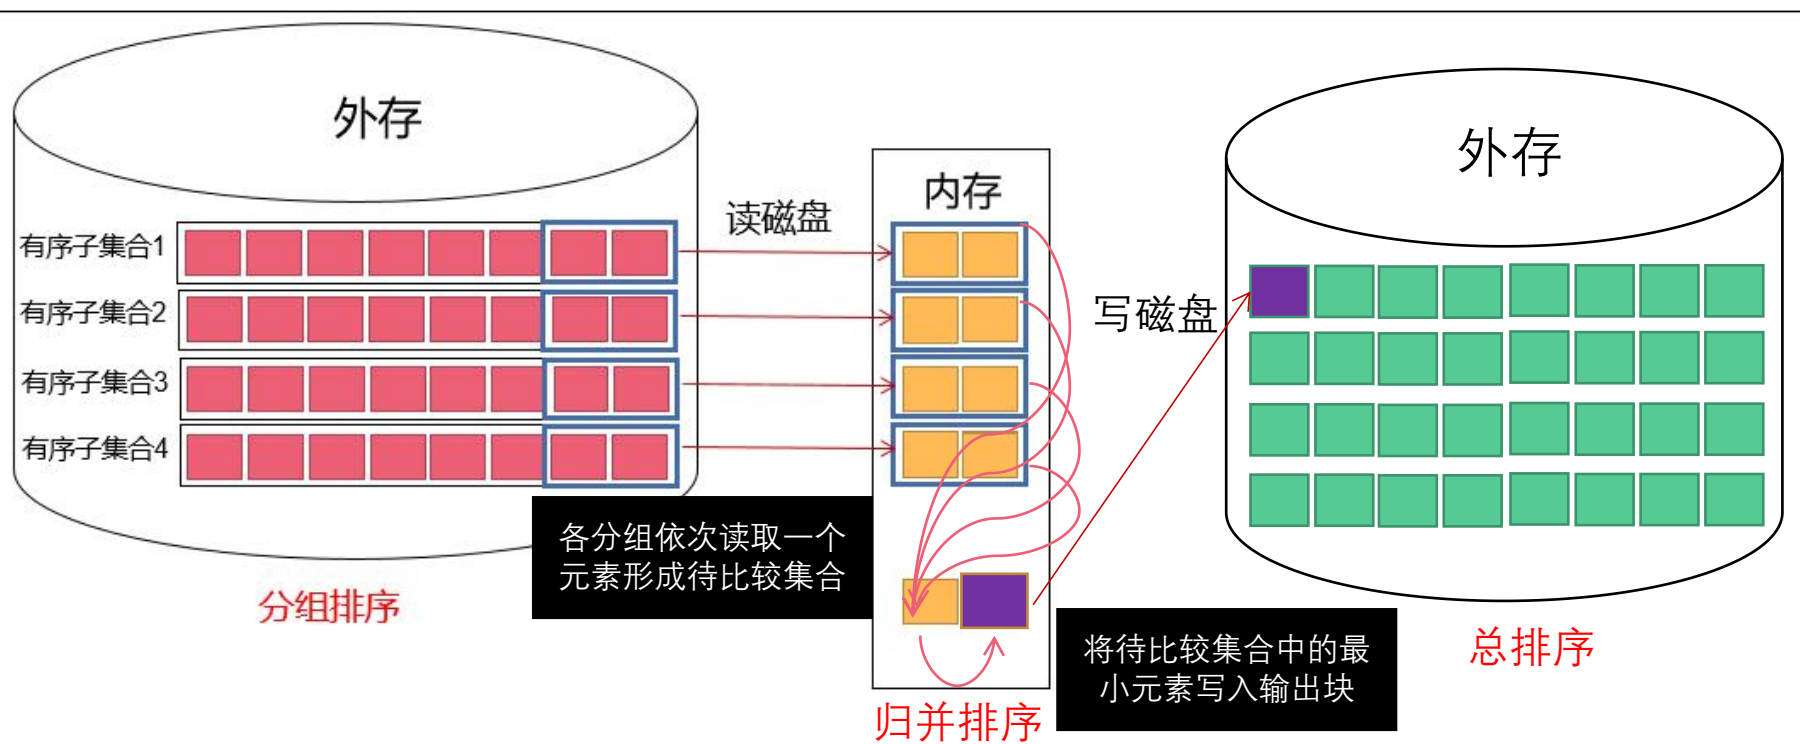 外存
有序子集合1
有序子集合2
有序子集合3
有序子集合4
分组排序
读磁盘
内存
各分组依次读取一个
元素形成待比较集合
归并排序
写磁盘
将待比较集合中的最
小元素写入输出块
外存
总排序